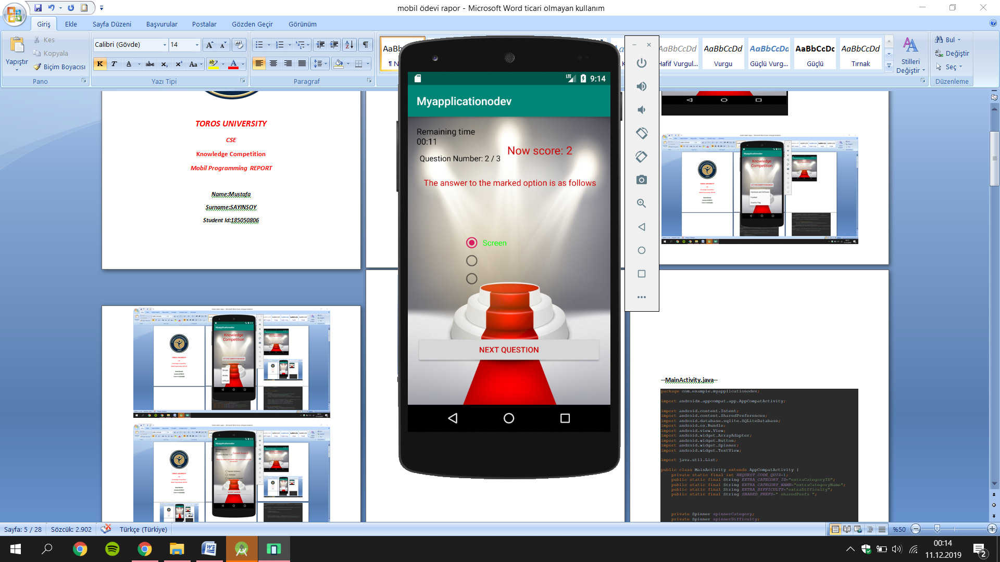 mobil ödevi rapor - Microsoft Word ticari olmayan kullanım
Giriş
Ekle
Sayfa Düzeni
Başvurular
Postalar
Gözden Geçir
Görünüm
Yapıştır
Kes
Kopyala
Biçim Boyacısı
Pano
Calibri (Gövde)
14
Yazı Tipi
Paragraf
AaBbCcDd
Hafif Vurgul...
AaBbCcDd
Vurgu
AaBbCcDd
Güçlü Vurg...
AaBbCcDd
Güçlü
AaBbCcDd
Tırnak
Stilleri
Değiştir
Bul
Değiştir
Seç
Düzenleme
TOROS UNIVERSITY
CSE
Knowledge Competition
Mobil Programming REPORT
Name:Mustafa
Surname:SAYINSOY
Student Id:185050806
LTE
9:14
Myapplicationodev
Remaining time
00:11
Now score: 2
Question Number: 2 / 3
The answer to the marked option is as follows
Screen
NEXT QUESTION
--MainActivity.java--
package com.example.myapplicationodev;
import androidx.appcompat.app.AppCompatActivity;
import android.content.Intent;
import android.content.SharedPreferences;
import android.database.sqlite.SQLiteDatabase;
import android.os.Bundle;
import android.view.View;
import android.widget.ArrayAdapter;
import android.widget.Button;
import android.widget.Spinner;
import android.widget.TextView;
import java.util.List;
public class MainActivity extends AppCompatActivity {
private static final int REQUEST_CODE_QUIZ=1;
public static final String EXTRA_CATEGORY_ID="extraCategoryID";
public static final String EXTRA_CATEGORY_NAME="extraCategoryName";
public static final String EXTRA_DIFFICULTY="extraDifficulty";
public static final String SHARED_PREFS=" sharedPrefs ";
private Spinner spinnerCategory;
private Spinner spinnerDifficulty;
Sayfa: 5 / 28
Sözcük: 2.902
Türkçe (Türkiye)
%50
00:14
11.12.2019
2